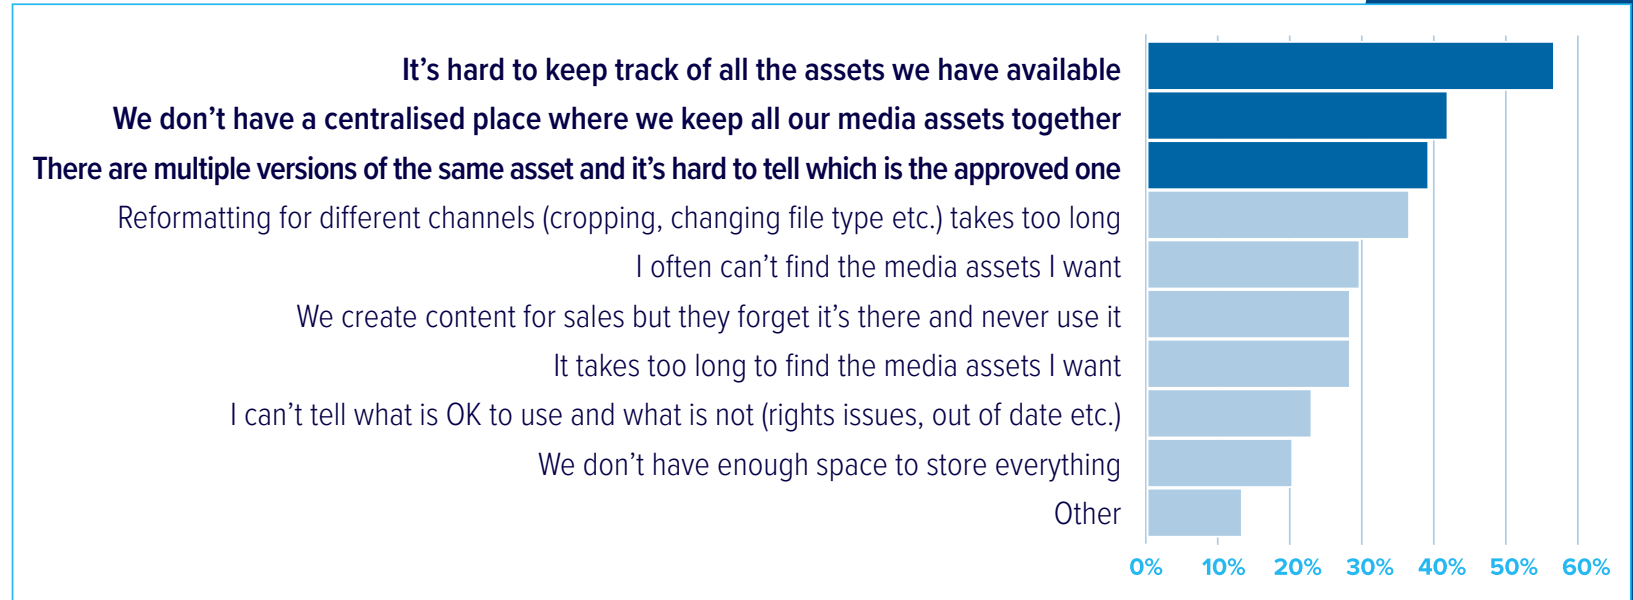 It’s hard to keep track of all the assets we have available
We don’t have a centralised place where we keep all our media assets together
There are multiple versions of the same asset and it’s hard to tell which is the approved one
Reformatting for different channels (cropping, changing file type etc.) takes too long
I often can’t find the media assets I want
We create content for sales but they forget it’s there and never use it
It takes too long to find the media assets I want
I can’t tell what is OK to use and what is not (rights issues, out of date etc.)
We don’t have enough space to store everything
Other
0% 10% 20% 30% 40% 50% 60%